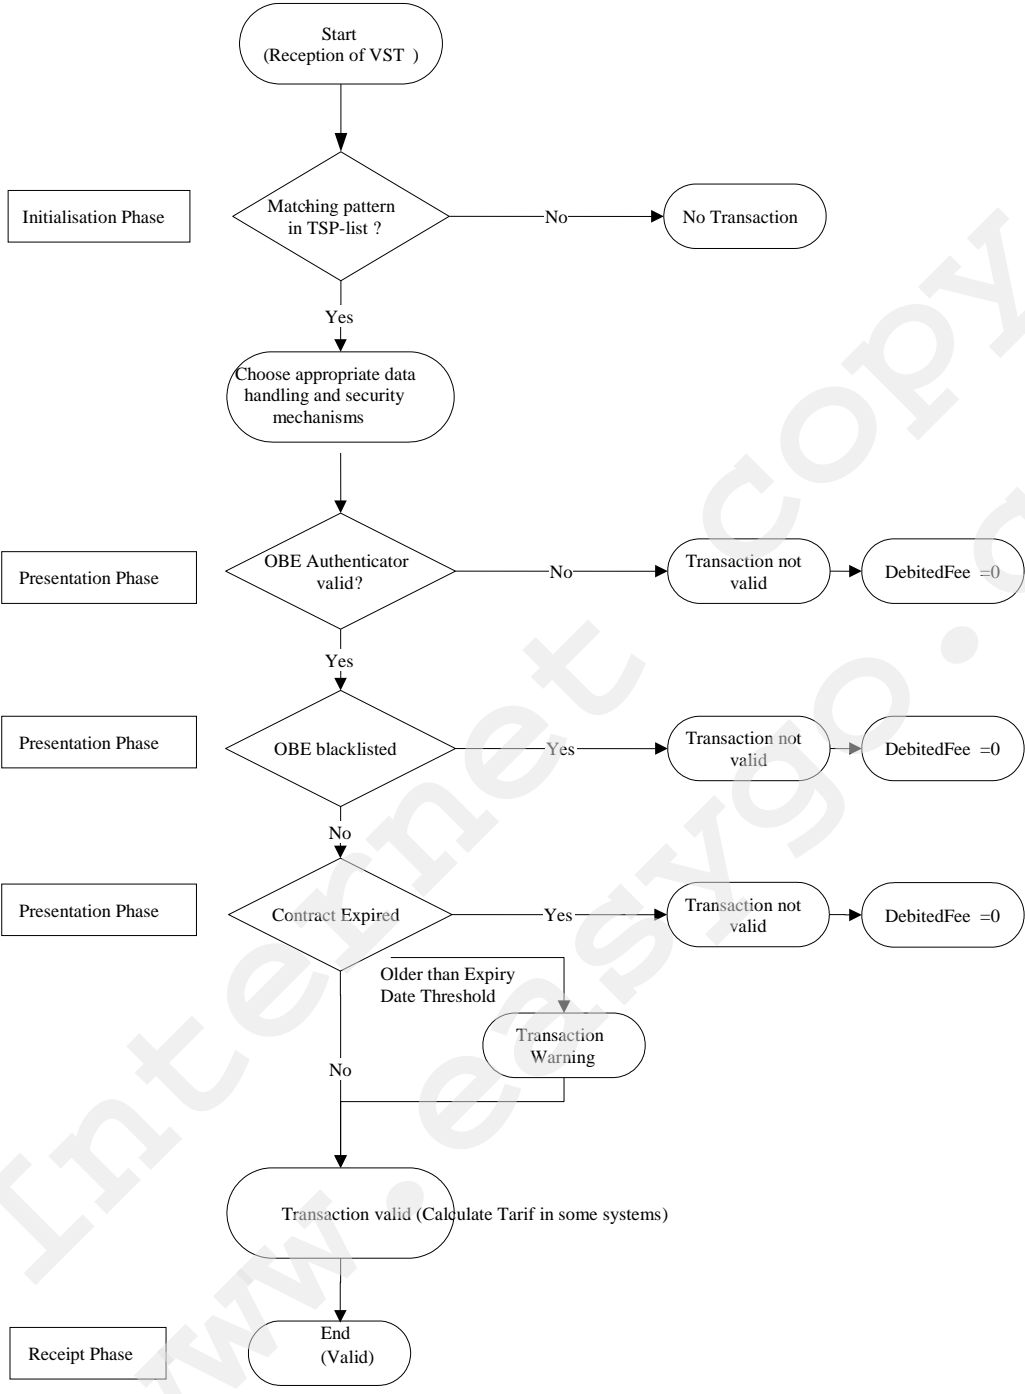 Start
(Reception of VST )
Initialisation Phase
Matching pattern
in TSP-list ?
No
No Transaction
Yes
Choose appropriate data
handling and security
mechanisms
Presentation Phase
OBE Authenticator
valid?
No
Transaction not
valid
DebitedFee =0
Yes
Presentation Phase
OBE blacklisted
Yes
Transaction not
valid
DebitedFee =0
No
Presentation Phase
Contract Expired
Yes
Transaction not
valid
DebitedFee =0
Older than Expiry
Date Threshold
Transaction
Warning
No
Transaction valid (Calculate Tarif in some systems)
Receipt Phase
End
(Valid)
Internet copy